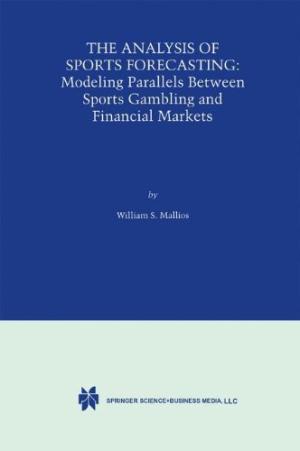 THE ANALYSIS OF
SPORTS FORECASTING:
Modeling Parallels Between
Sports Gambling and
Financial Markets
by
William S. Mallios
SPRINGER SCIENCE+BUSINESS MEDIA, LLC